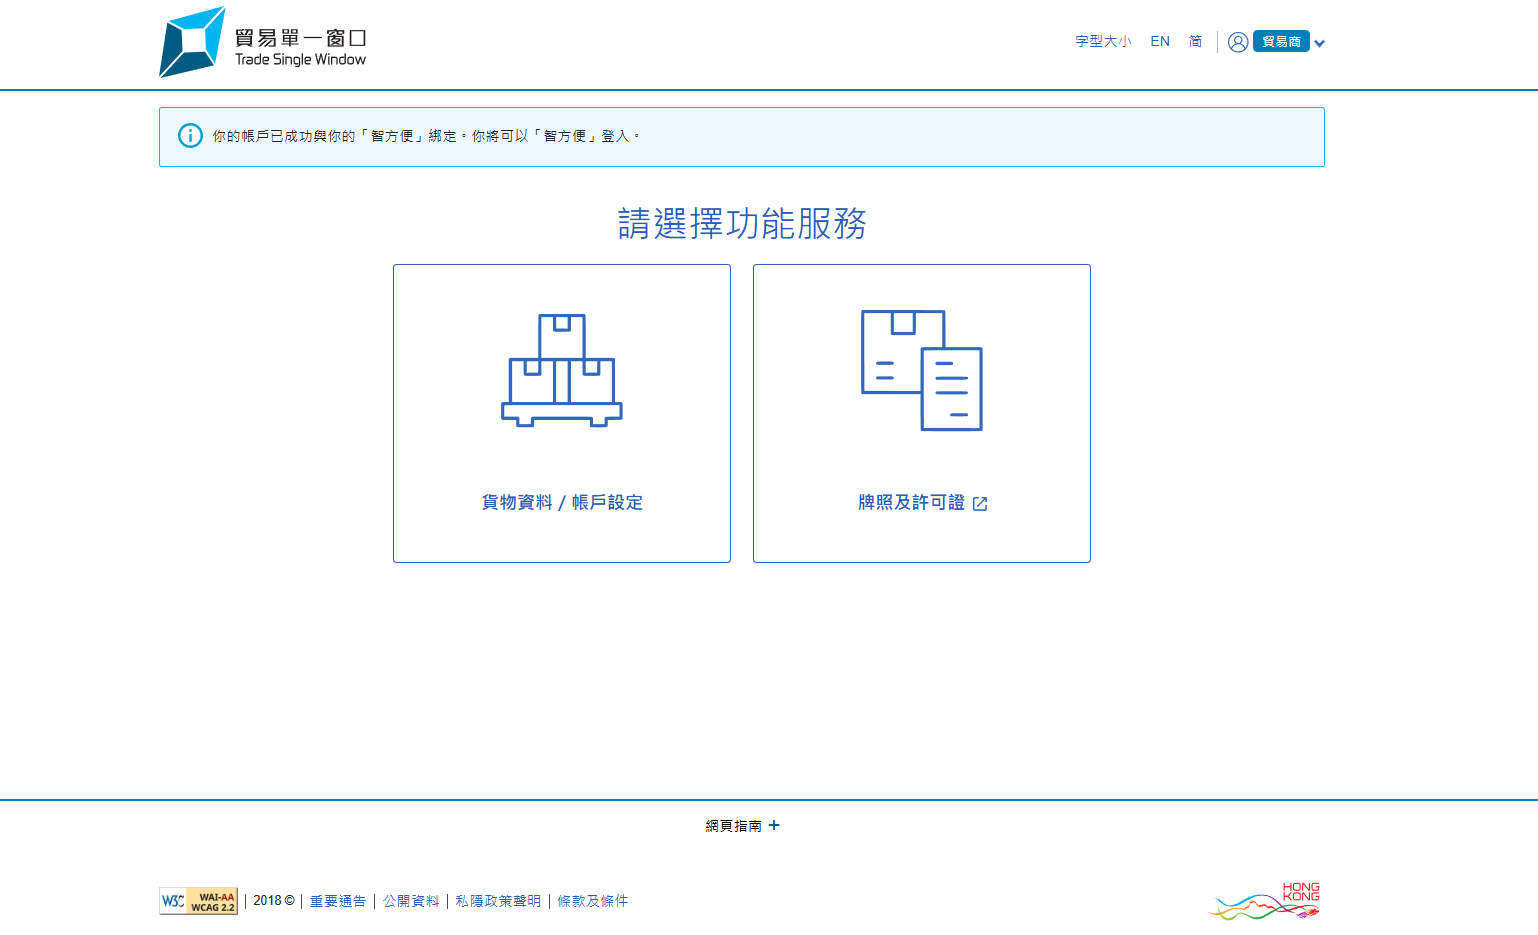 貿易單一窗口
Trade Single Window
字型大小 EN 简 貿易商
你的帳戶已成功與你的「智方便」綁定。你將可以「智方便」登入。
請選擇功能服務
貨物資料 / 帳戶設定
牌照及許可證
網頁指南 +
W3C WAI-AA WCAG 2.2 | 2018 © | 重要通告 | 公開資料 | 私隱政策聲明 | 條款及條件
HONG KONG